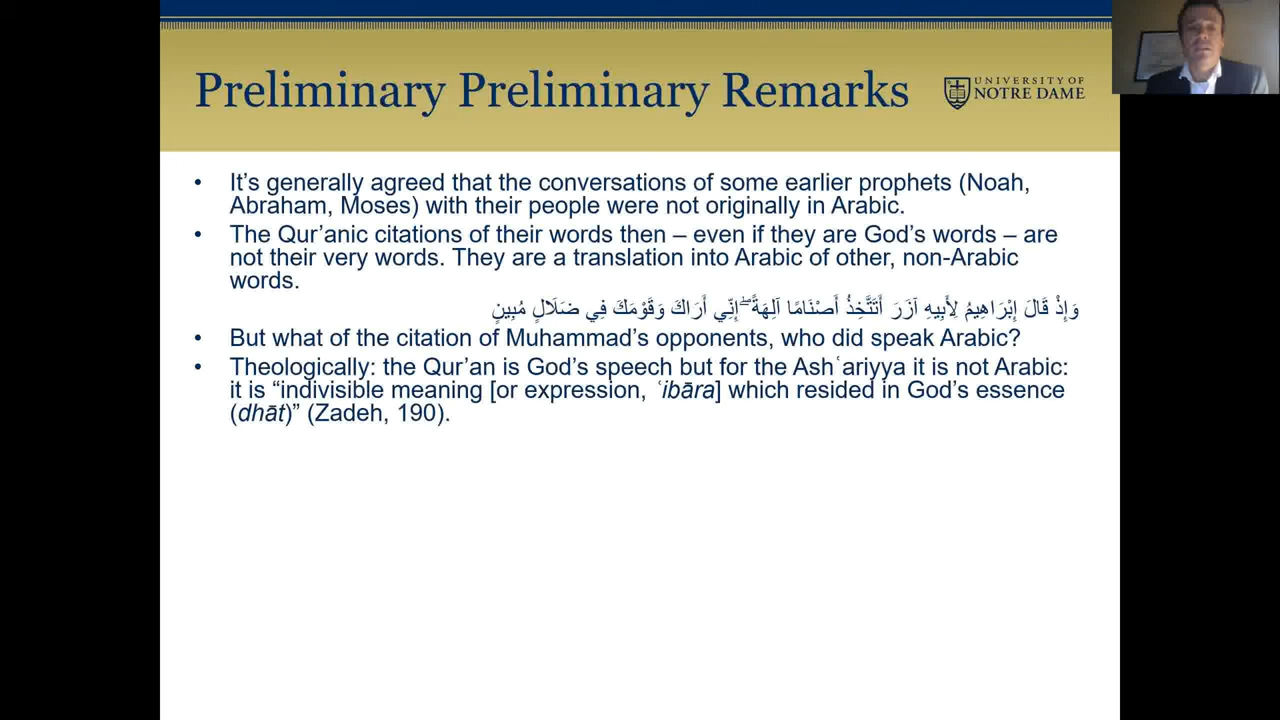 Preliminary Preliminary Remarks
UNIVERSITY OF
NOTRE DAME
• It’s generally agreed that the conversations of some earlier prophets (Noah,
Abraham, Moses) with their people were not originally in Arabic.
• The Qur’anic citations of their words then – even if they are God’s words – are
not their very words. They are a translation into Arabic of other, non-Arabic
words.
وَإِذْ قَالَ إِبْرَاهِيمُ لِأَبِيهِ آزَرَ أَتَتَّخِذُ أَصْنَامًا آلِهَةً ۖ إِنِّي أَرَاكَ وَقَوْمَكَ فِي ضَلَالٍ مُبِينٍ
• But what of the citation of Muhammad’s opponents, who did speak Arabic?
• Theologically: the Qur’an is God’s speech but for the Ashʿariyya it is not Arabic:
it is “indivisible meaning [or expression, ʿibāra] which resided in God’s essence
(dhāt)” (Zadeh, 190).